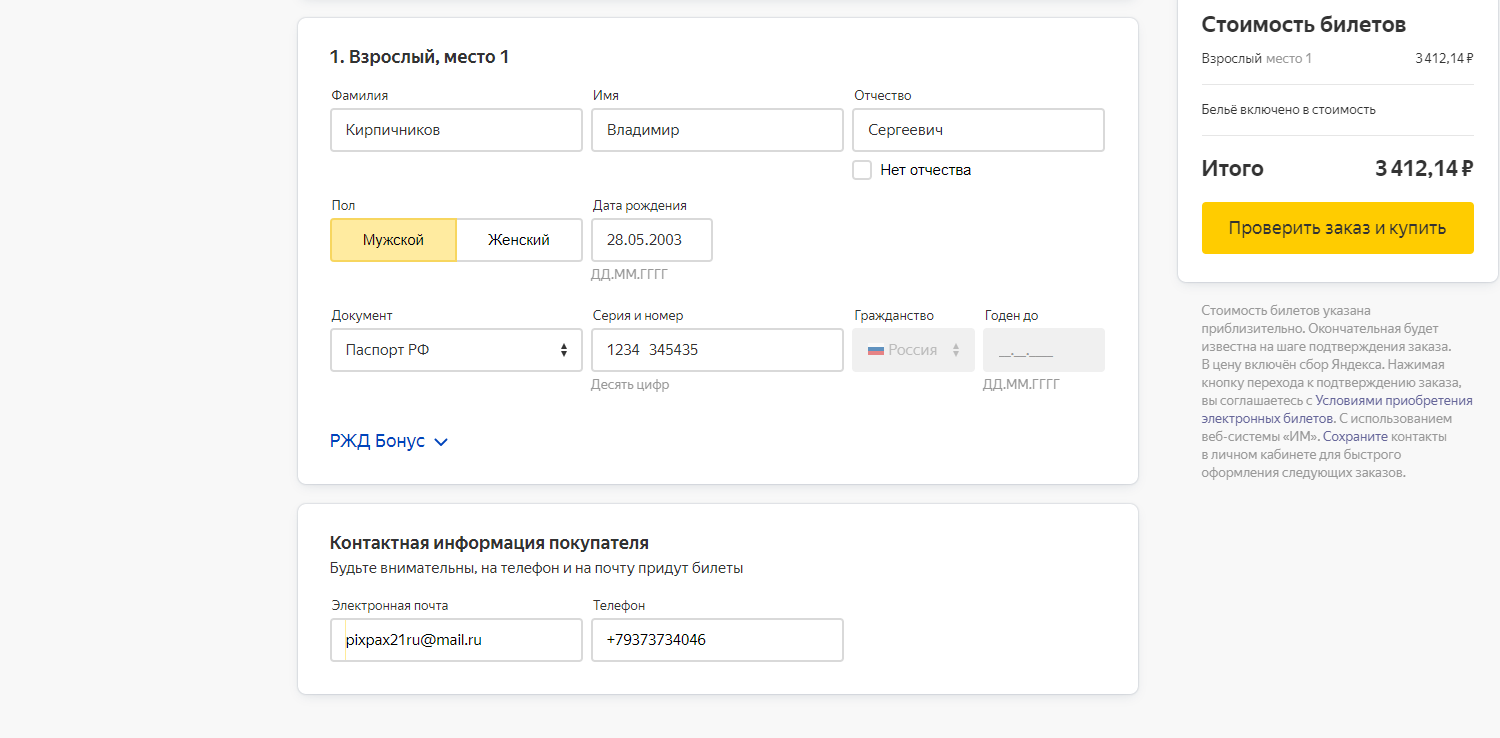 1. Взрослый, место 1
Фамилия Имя Отчество
Кирпичников Владимир Сергеевич
Нет отчества
Пол Дата рождения
Мужской Женский 28.05.2003
ДД.ММ.ГГГГ
Документ Серия и номер Гражданство Годен до
Паспорт РФ 1234 345435 Россия __.__.____
Десять цифр ДД.ММ.ГГГГ
РЖД Бонус
Контактная информация покупателя
Будьте внимательны, на телефон и на почту придут билеты
Электронная почта Телефон
pixpax21ru@mail.ru +79373734046
Стоимость билетов
Взрослый место 1 3 412,14 ₽
Бельё включено в стоимость
Итого 3 412,14 ₽
Проверить заказ и купить
Стоимость билетов указана
приблизительно. Окончательная будет
известна на шаге подтверждения заказа.
В цену включён сбор Яндекса. Нажимая
кнопку перехода к подтверждению заказа,
вы соглашаетесь с Условиями приобретения
электронных билетов. С использованием
веб-системы «ИМ». Сохраните контакты
в личном кабинете для быстрого
оформления следующих заказов.